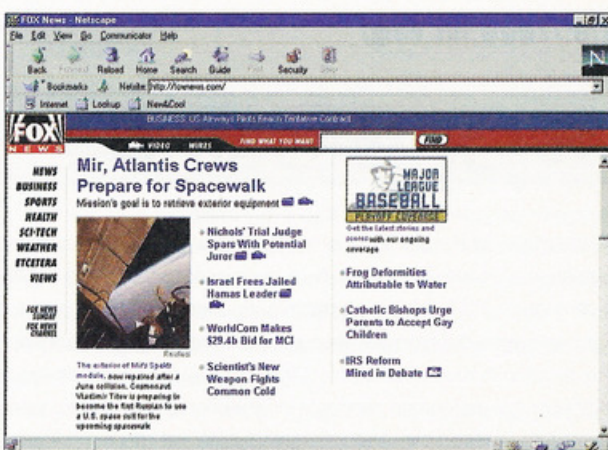 FOX News - Netscape
File Edit View Go Communicator Help
Back Forward Reload Home Search Guide Print Security Stop
Bookmarks Netsite: http://foxnews.com/
Internet Lookup New&Cool
BUSINESS: US Airways Pilots Reach Tentative Contract
FOX
NEWS
VIDEO WIRES FIND WHAT YOU WANT FIND
NEWS
BUSINESS
SPORTS
HEALTH
SCI-TECH
WEATHER
ETCETERA
VIEWS
FOX NEWS
SUNDAY
FOX NEWS
CHANNEL
Mir, Atlantis Crews
Prepare for Spacewalk
Mission's goal is to retrieve exterior equipment
Reuters
The exterior of Mir's Spektr
module, now repaired after a
June collision. Cosmonaut
Vladimir Titov is preparing to
become the first Russian to use
a U.S. space suit for the
upcoming spacewalk
Nichols' Trial Judge
Spars With Potential
Juror
Israel Frees Jailed
Hamas Leader
WorldCom Makes
$29.4b Bid for MCI
Scientist's New
Weapon Fights
Common Cold
MAJOR
LEAGUE
BASEBALL
PLAYOFF COVERAGE
Get the latest stories and
scores with our ongoing
coverage
Frog Deformities
Attributable to Water
Catholic Bishops Urge
Parents to Accept Gay
Children
IRS Reform
Mired in Debate